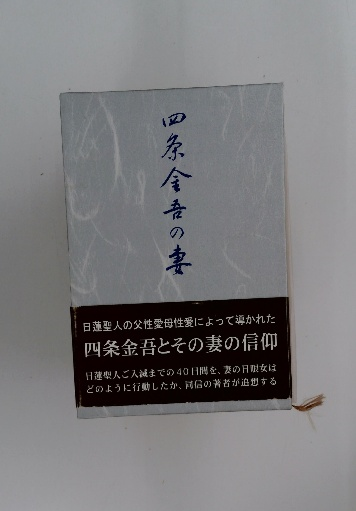 四条金吾の妻
日蓮聖人の父性愛母性愛によって導かれた
四条金吾とその妻の信仰
日蓮聖人ご入滅までの40日間を、妻の日眼女は
どのように行動したか、同信の著者が追想する